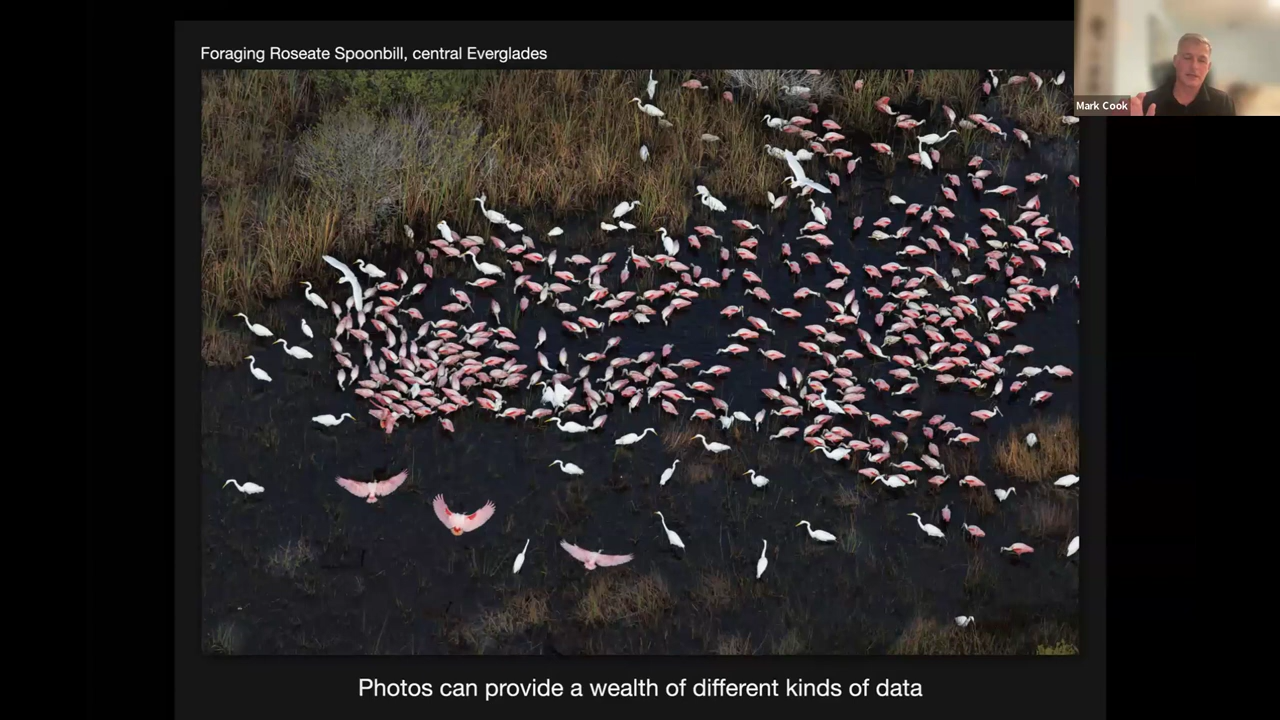 Foraging Roseate Spoonbill, central Everglades
Mark Cook
Photos can provide a wealth of different kinds of data